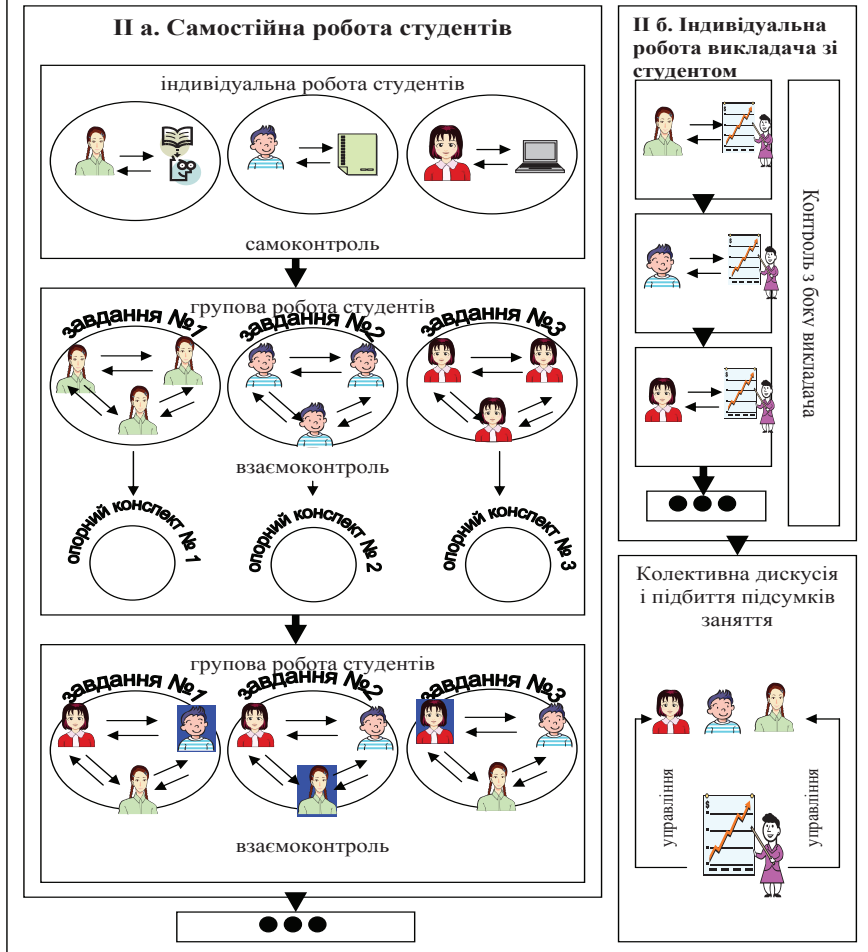 ІІ а. Самостійна робота студентів
індивідуальна робота студентів
самоконтроль
групова робота студентів
завдання №1
завдання №2
завдання №3
взаємоконтроль
опорний конспект № 1
опорний конспект № 2
опорний конспект № 3
групова робота студентів
завдання №1
завдання №2
завдання №3
взаємоконтроль
ІІ б. Індивідуальна
робота викладача зі
студентом
Контроль з боку викладача
Колективна дискусія
і підбиття підсумків
заняття
управління
управління